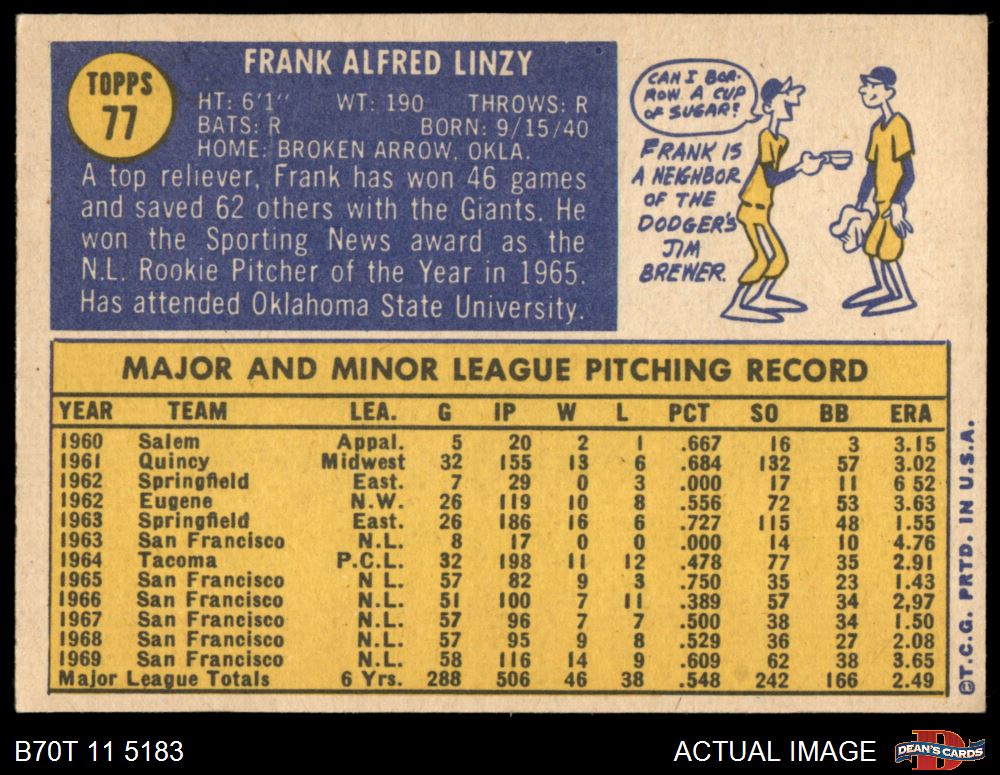 TOPPS
77
FRANK ALFRED LINZY
HT: 6'1" WT: 190 THROWS: R
BATS: R BORN: 9/15/40
HOME: BROKEN ARROW, OKLA.
A top reliever, Frank has won 46 games
and saved 62 others with the Giants. He
won the Sporting News award as the
N.L. Rookie Pitcher of the Year in 1965.
Has attended Oklahoma State University.
CAN I BOR-
ROW A CUP
OF SUGAR?
FRANK IS
A NEIGHBOR
OF THE
DODGER'S
JIM
BREWER.
MAJOR AND MINOR LEAGUE PITCHING RECORD
YEAR TEAM LEA. G IP W L PCT SO BB ERA
1960 Salem Appal. 5 20 2 1 .667 16 3 3.15
1961 Quincy Midwest 32 155 13 6 .684 132 57 3.02
1962 Springfield East. 7 29 0 3 .000 17 11 6 52
1962 Eugene N.W. 26 119 10 8 .556 72 53 3.63
1963 Springfield East. 26 186 16 6 .727 115 48 1.55
1963 San Francisco N.L. 8 17 0 0 .000 14 10 4.76
1964 Tacoma P.C.L. 32 198 11 12 .478 77 35 2.91
1965 San Francisco N L. 57 82 9 3 .750 35 23 1.43
1966 San Francisco N.L. 51 100 7 11 .389 57 34 2,97
1967 San Francisco N.L. 57 96 7 7 .500 38 34 1.50
1968 San Francisco N.L. 57 95 9 8 .529 36 27 2.08
1969 San Francisco N.L. 58 116 14 9 .609 62 38 3.65
Major League Totals 6 Yrs. 288 506 46 38 .548 242 166 2.49
©T.C.G. PRTD. IN U.S.A.
B70T 11 5183
ACTUAL IMAGE
DEAN'S CARDS